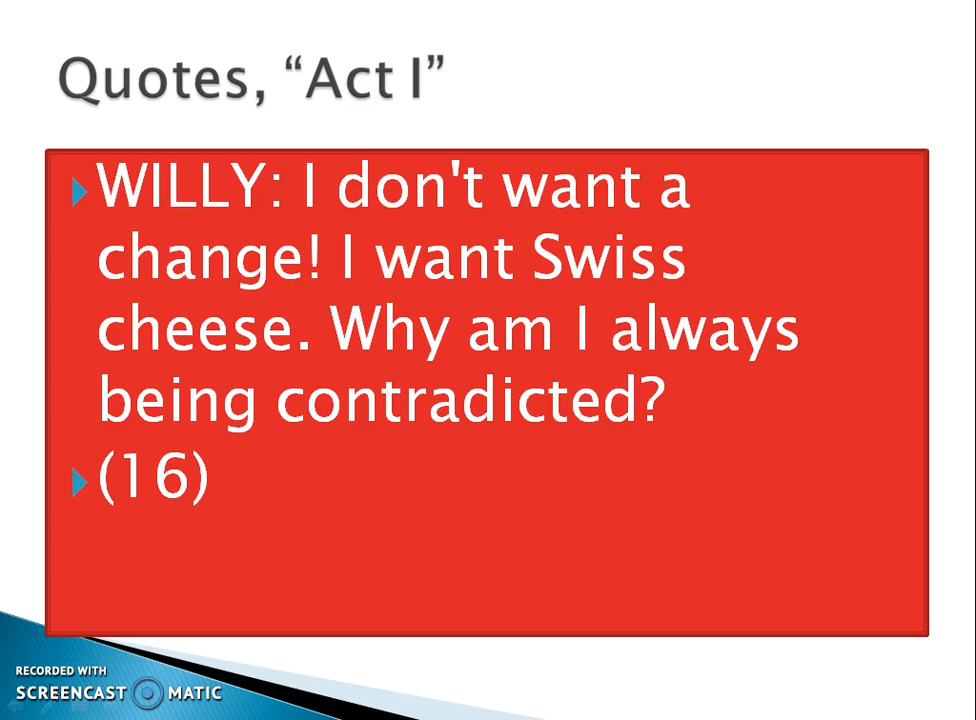 Quotes, “Act I”
WILLY: I don't want a
change! I want Swiss
cheese. Why am I always
being contradicted?
(16)
RECORDED WITH
SCREENCAST MATIC